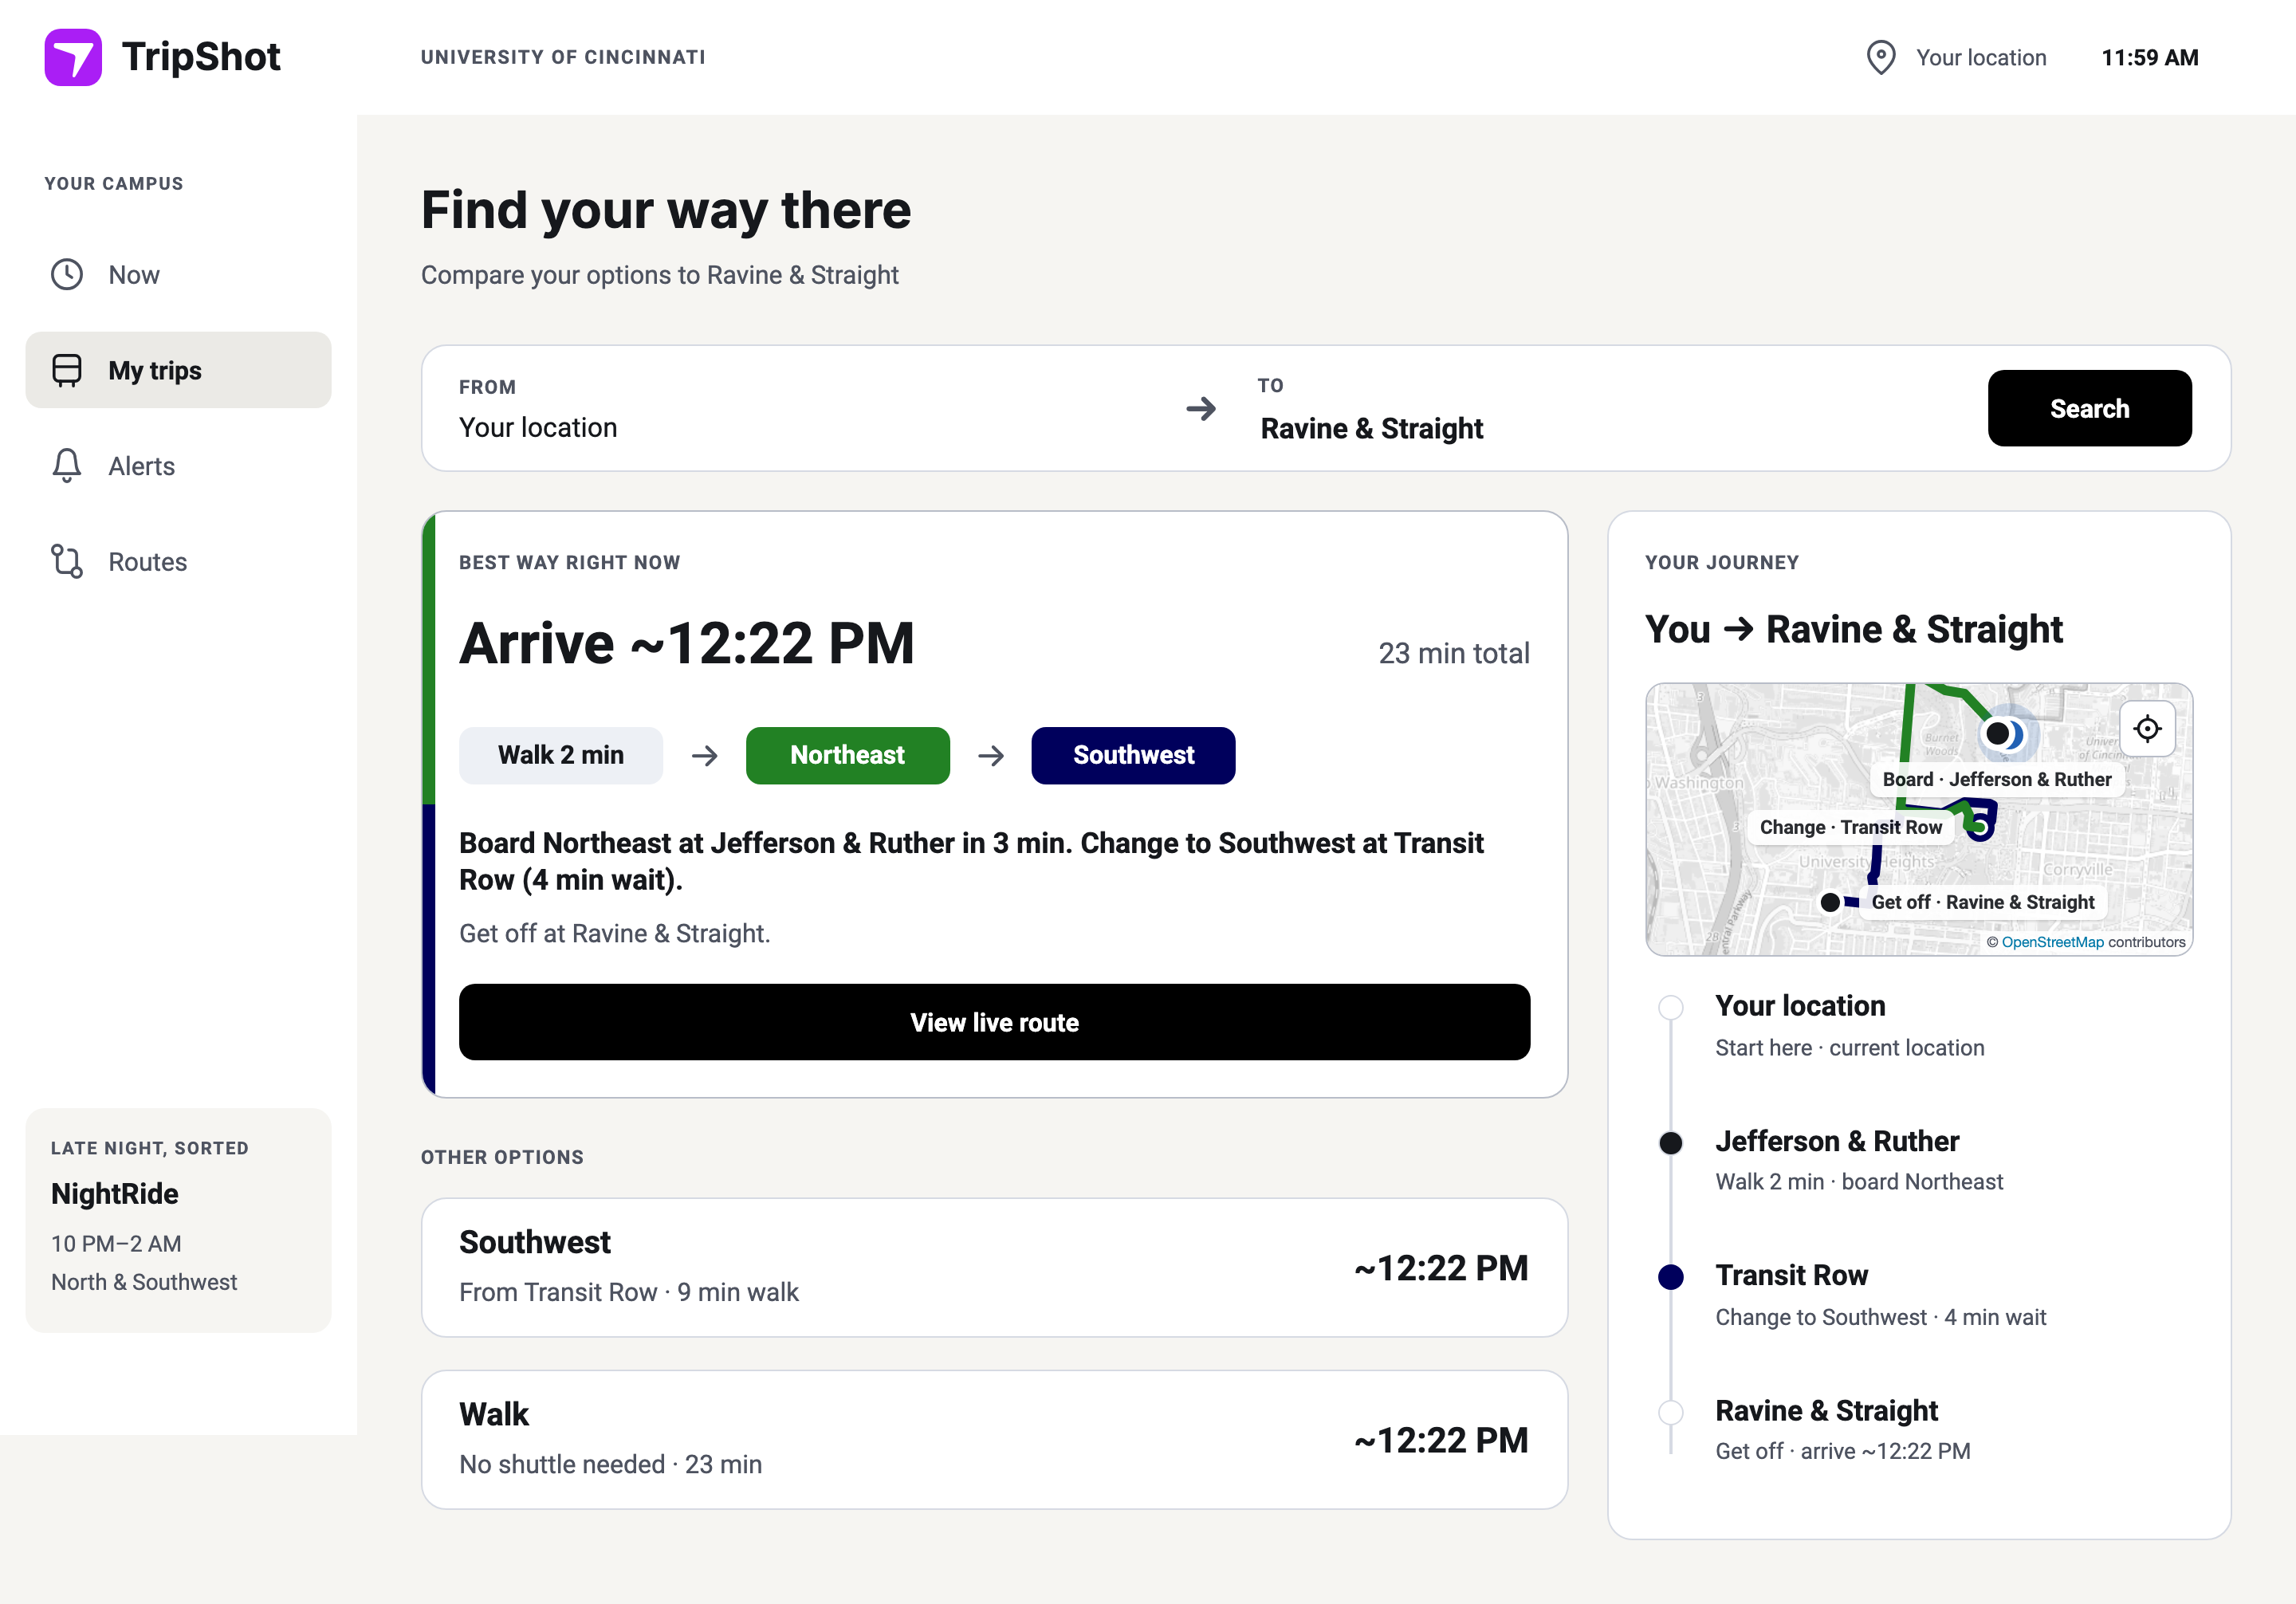 TripShot
UNIVERSITY OF CINCINNATI
Your location
11:59 AM
YOUR CAMPUS
Now
My trips
Alerts
Routes
LATE NIGHT, SORTED
NightRide
10 PM–2 AM
North & Southwest
Find your way there
Compare your options to Ravine & Straight
FROM
Your location
TO
Ravine & Straight
Search
BEST WAY RIGHT NOW
Arrive ~12:22 PM
23 min total
Walk 2 min
Northeast
Southwest
Board Northeast at Jefferson & Ruther in 3 min. Change to Southwest at Transit
Row (4 min wait).
Get off at Ravine & Straight.
View live route
OTHER OPTIONS
Southwest
From Transit Row · 9 min walk
~12:22 PM
Walk
No shuttle needed · 23 min
~12:22 PM
YOUR JOURNEY
You → Ravine & Straight
Burnet
Woods
Washington
Board · Jefferson & Ruther
Change · Transit Row
University Heights
Corryville
Get off · Ravine & Straight
28
© OpenStreetMap contributors
Your location
Start here · current location
Jefferson & Ruther
Walk 2 min · board Northeast
Transit Row
Change to Southwest · 4 min wait
Ravine & Straight
Get off · arrive ~12:22 PM